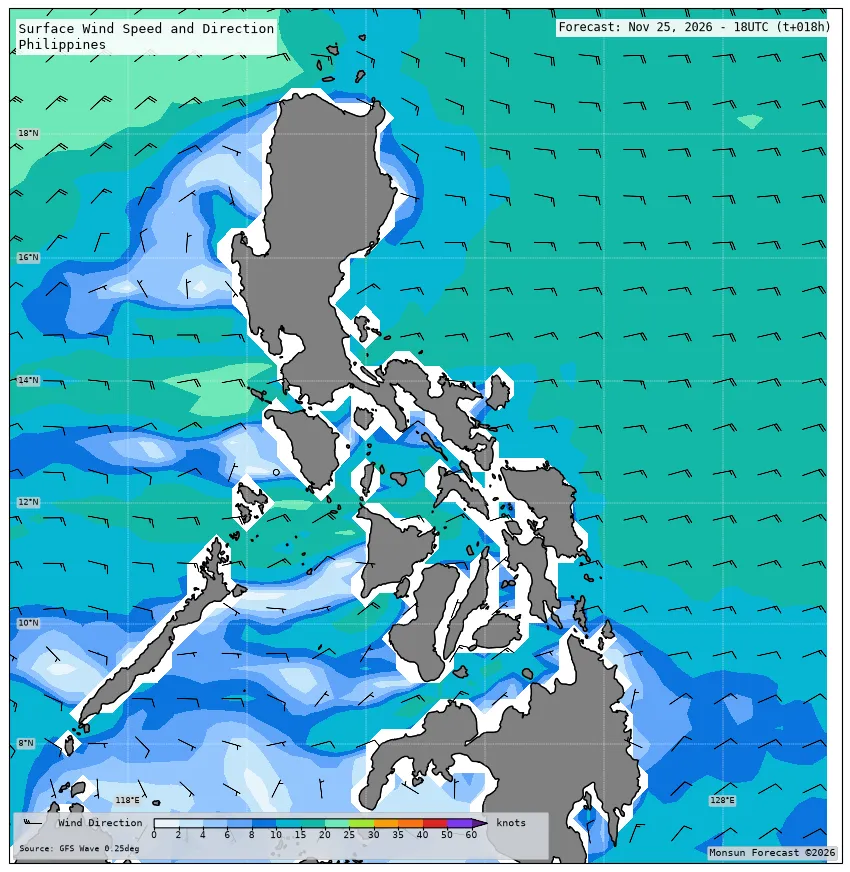 Surface Wind Speed and Direction
Philippines
Forecast: Nov 25, 2026 - 18UTC (t+018h)
18°N
16°N
14°N
12°N
10°N
8°N
118°E
128°E
Wind Direction
0 2 4 6 8 10 15 20 25 30 35 40 50 60
knots
Source: GFS Wave 0.25deg
Monsun Forecast ©2026